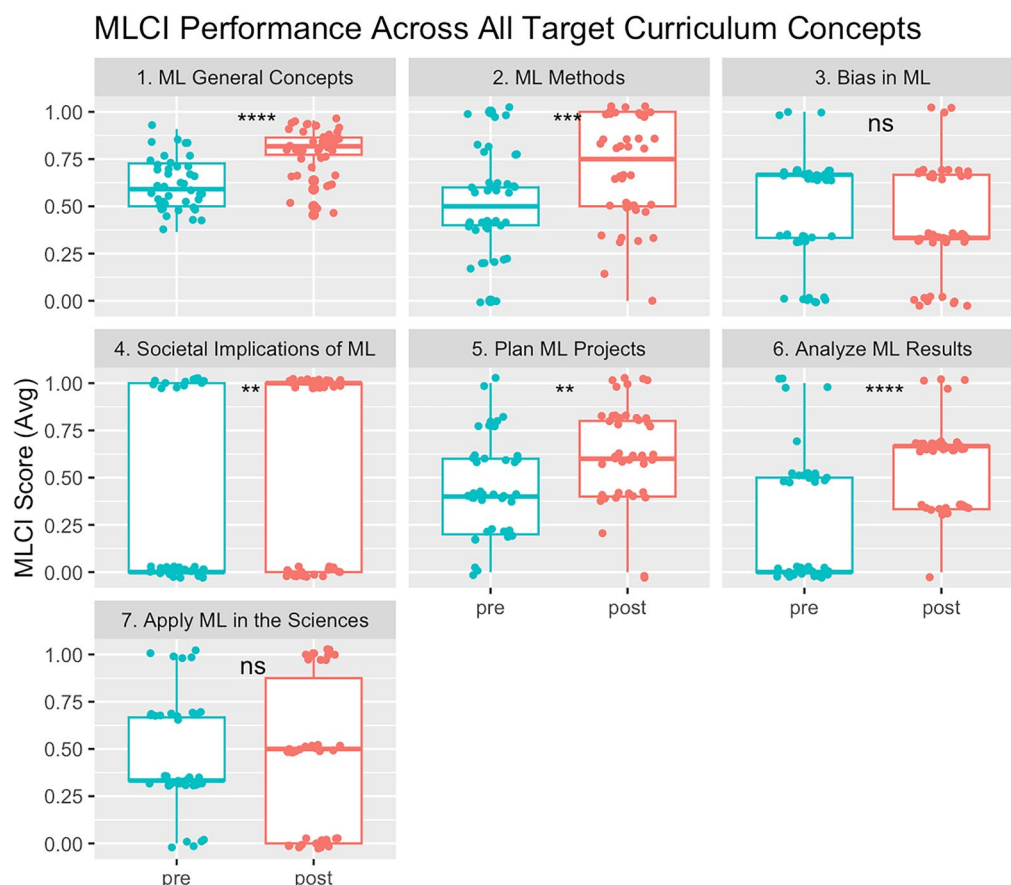 MLCI Performance Across All Target Curriculum Concepts
1. ML General Concepts
2. ML Methods
3. Bias in ML
1.00
0.75
0.50
0.25
0.00
****
***
ns
4. Societal Implications of ML
5. Plan ML Projects
6. Analyze ML Results
MLCI Score (Avg)
1.00
0.75
0.50
0.25
0.00
**
**
****
pre
post
pre
post
7. Apply ML in the Sciences
1.00
0.75
0.50
0.25
0.00
ns
pre
post